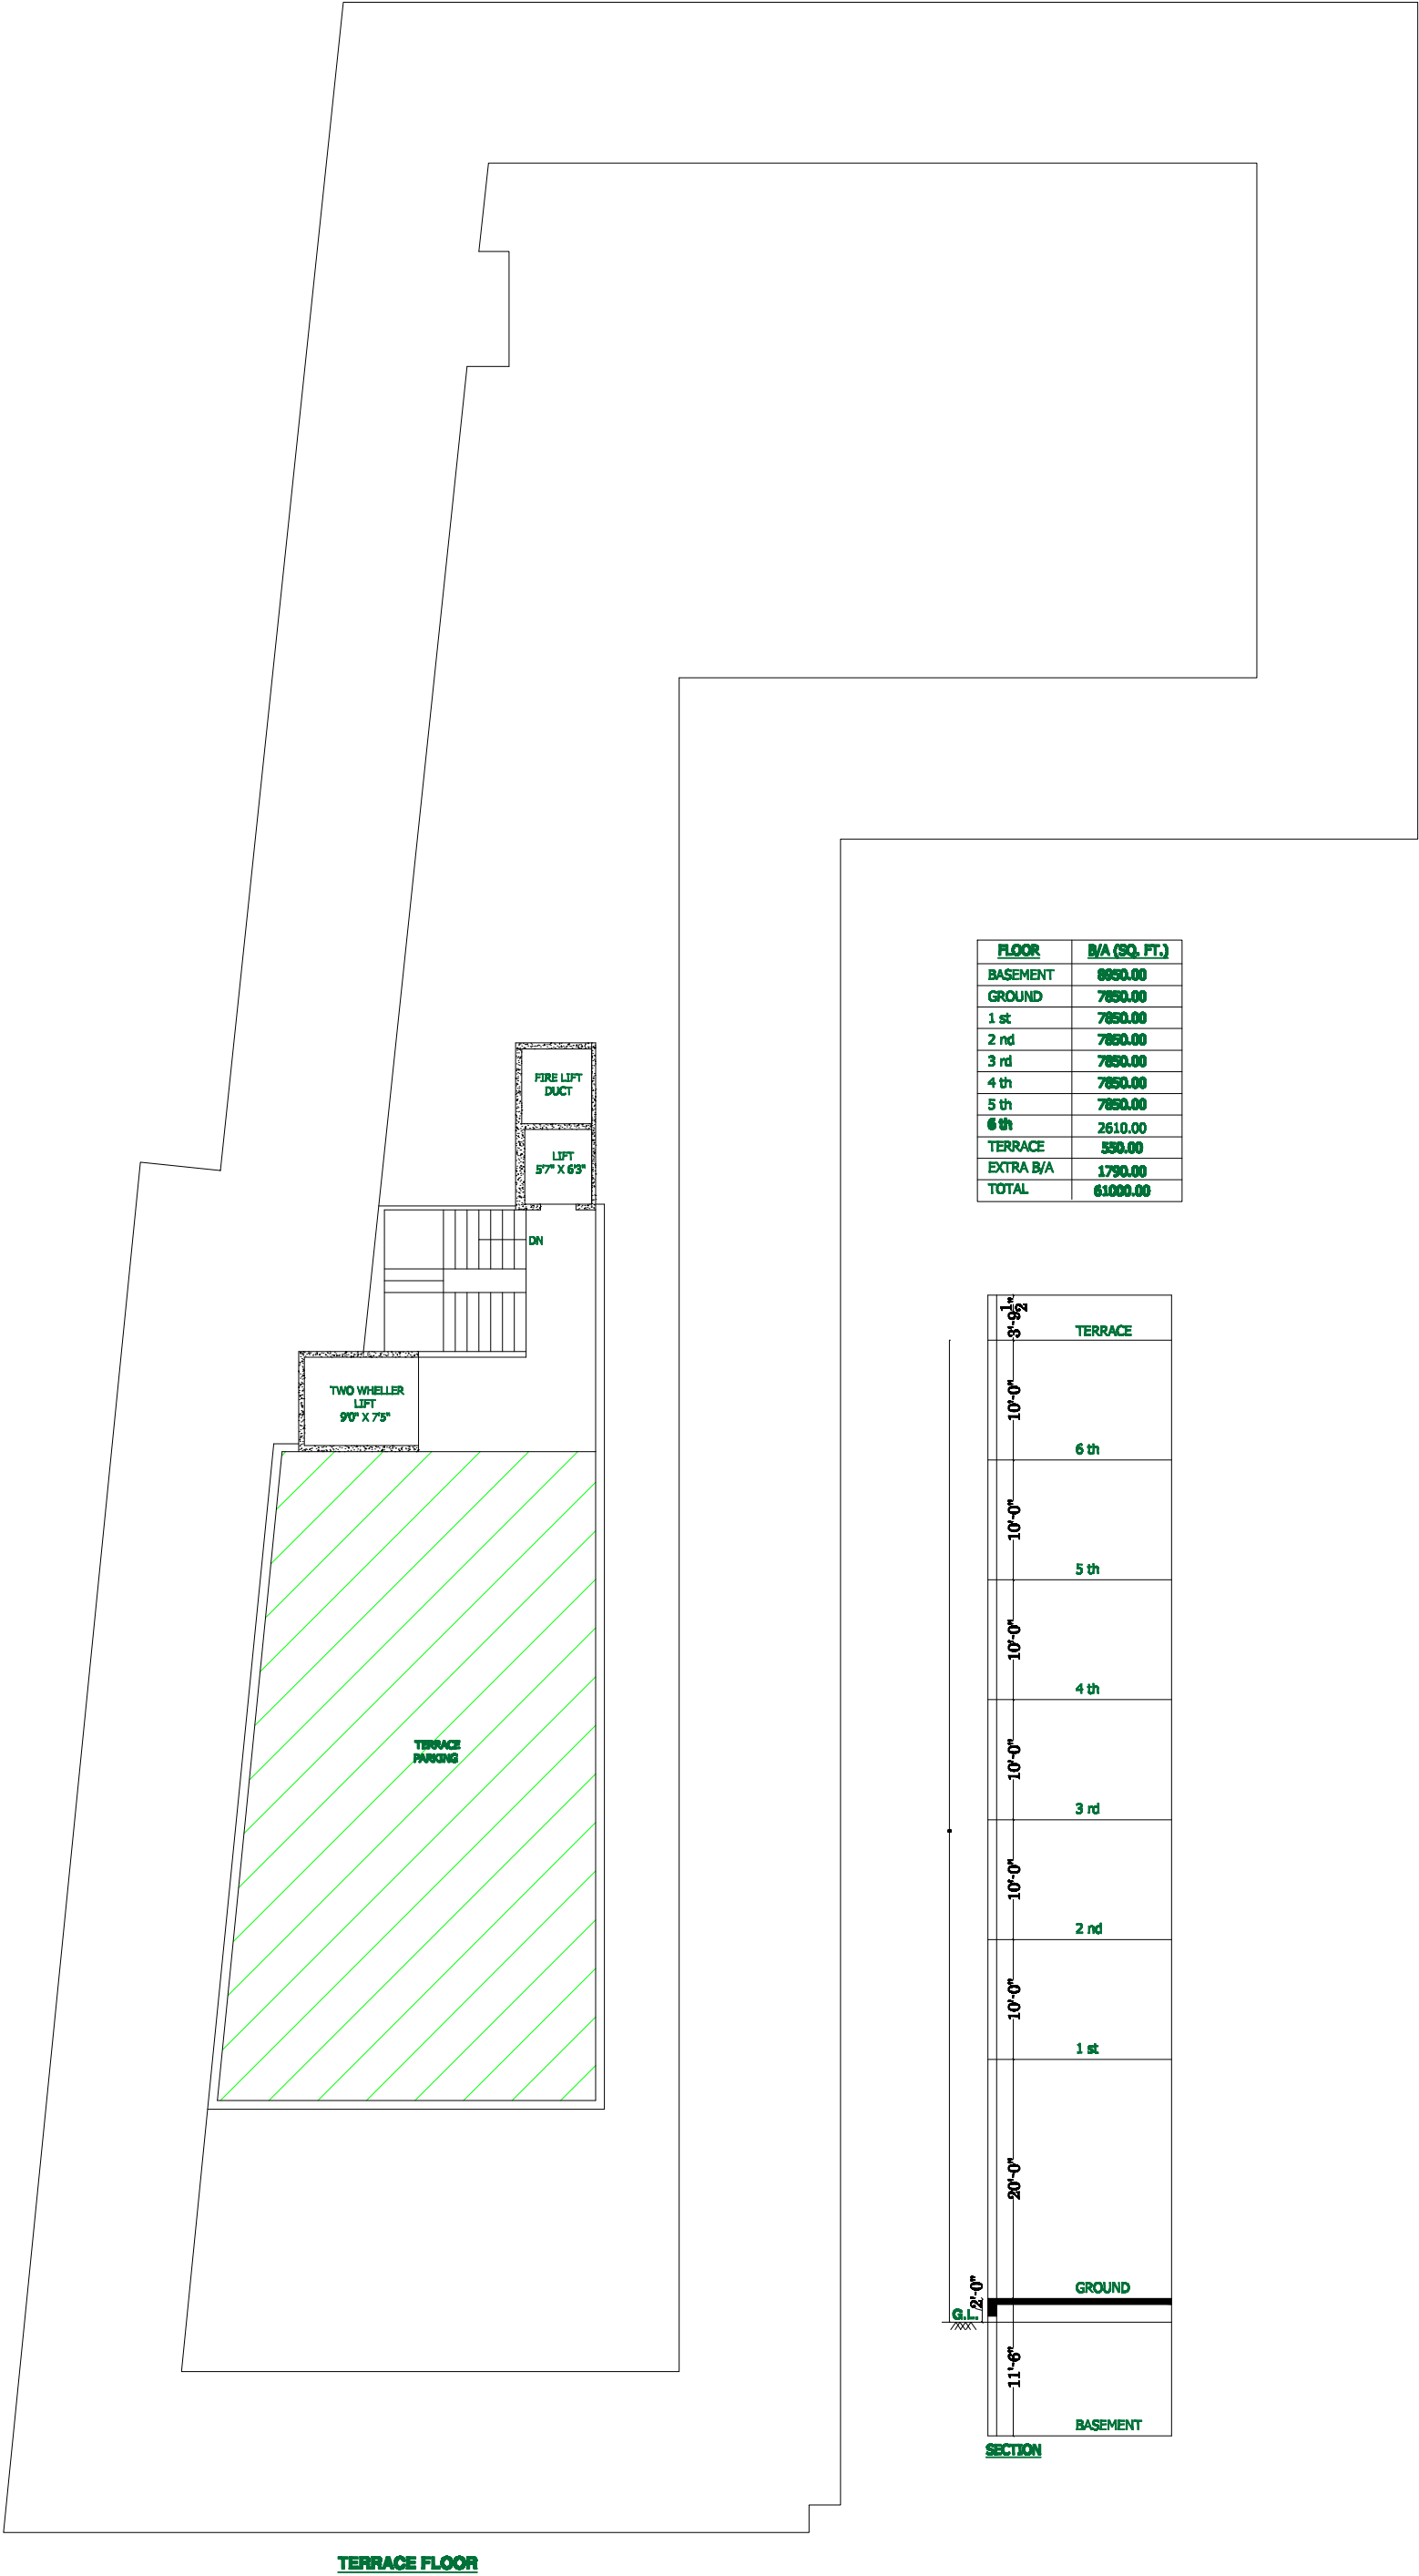 FLOOR B/A (SQ. FT.)
BASEMENT 8950.00
GROUND 7850.00
1 st 7850.00
2 nd 7850.00
3 rd 7850.00
4 th 7850.00
5 th 7850.00
6 th 2610.00
TERRACE 550.00
EXTRA B/A 1790.00
TOTAL 61000.00
FIRE LIFT
DUCT
LIFT
5'7" X 6'3"
DN
TWO WHELLER
LIFT
9'0" X 7'5"
TERRACE
PARKING
3'-9 1/2"
TERRACE
10'-0"
6 th
10'-0"
5 th
10'-0"
4 th
10'-0"
3 rd
10'-0"
2 nd
10'-0"
1 st
20'-0"
GROUND
2'-0"
G.L.
11'-6"
BASEMENT
SECTION
TERRACE FLOOR